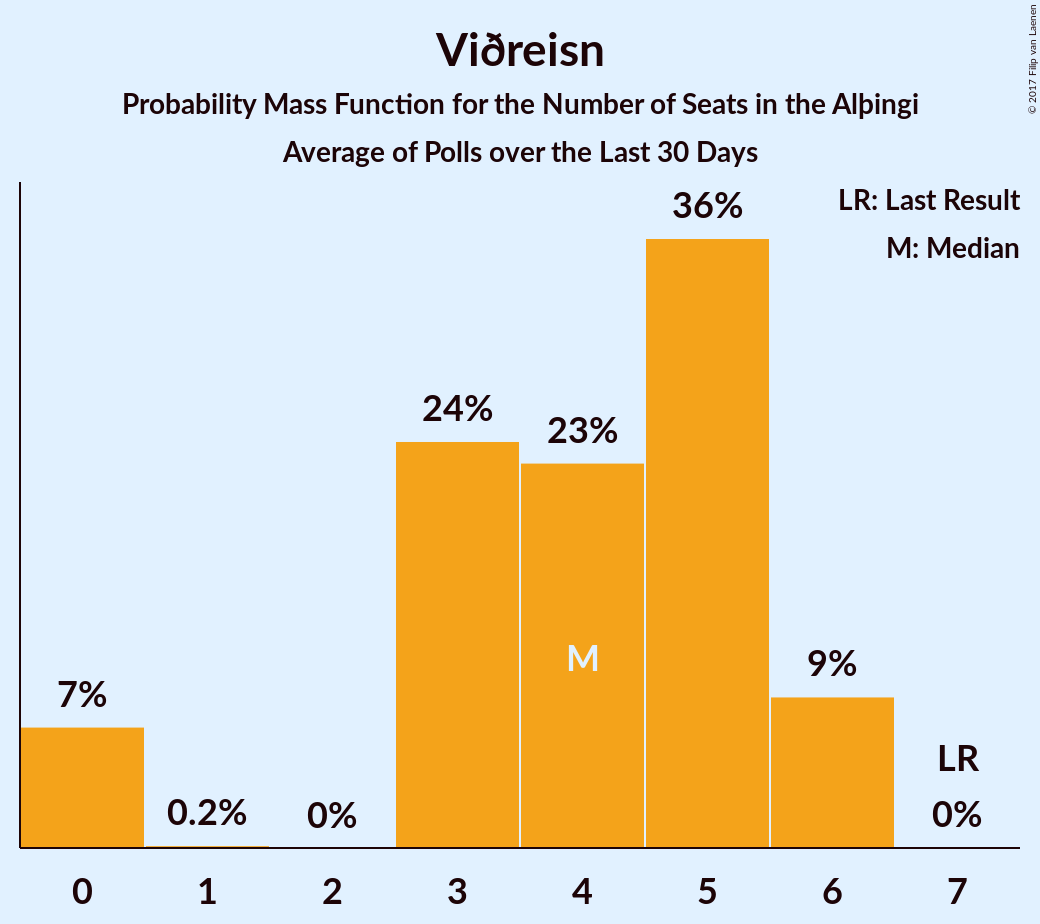 Viðreisn
Probability Mass Function for the Number of Seats in the Alþingi
Average of Polls over the Last 30 Days
© 2017 Filip van Laenen
LR: Last Result
M: Median
7%
0.2%
0%
24%
23%
36%
9%
0%
M
LR
0
1
2
3
4
5
6
7